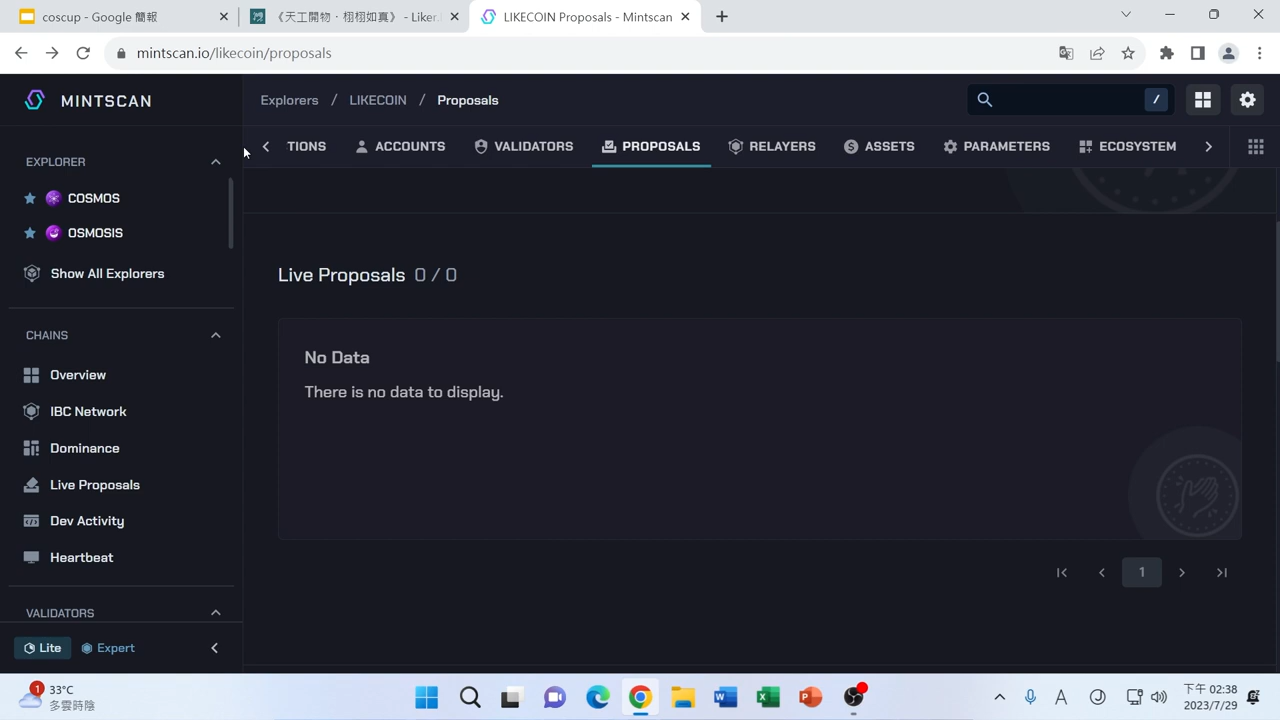 coscup - Google 簡報
《天工開物‧栩栩如真》 - Liker.
LIKECOIN Proposals - Mintscan
mintscan.io/likecoin/proposals
MINTSCAN
Explorers / LIKECOIN / Proposals
/
EXPLORER
TIONS
ACCOUNTS
VALIDATORS
PROPOSALS
RELAYERS
ASSETS
PARAMETERS
ECOSYSTEM
COSMOS
OSMOSIS
Show All Explorers
CHAINS
Overview
IBC Network
Dominance
Live Proposals
Dev Activity
Heartbeat
VALIDATORS
Lite
Expert
Live Proposals 0 / 0
No Data
There is no data to display.
1
1
33°C
多雲時陰
A
下午 02:38
2023/7/29